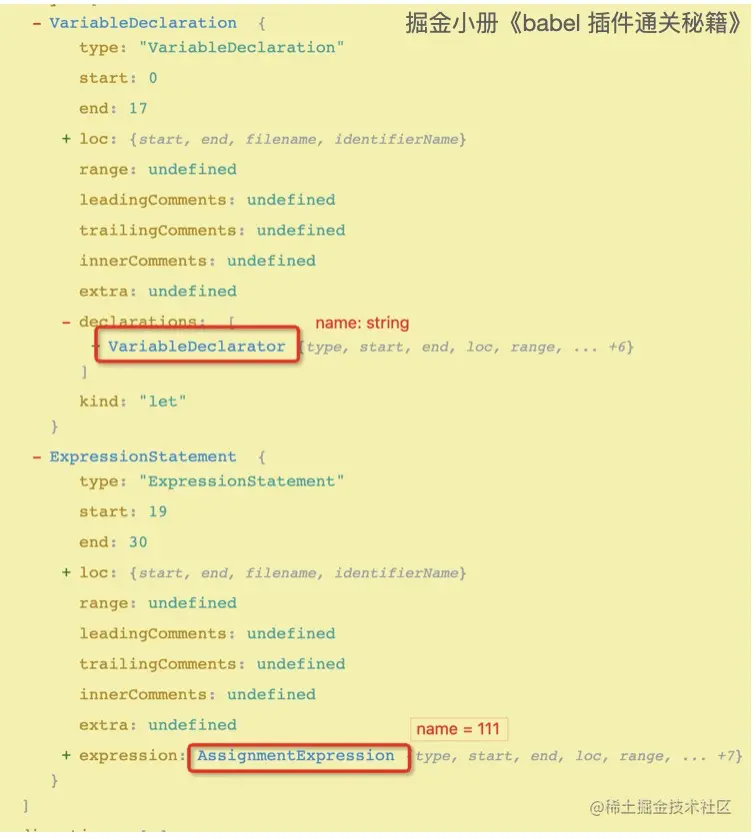 掘金小册《babel 插件通关秘籍》
- VariableDeclaration {
type: "VariableDeclaration"
start: 0
end: 17
+ loc: {start, end, filename, identifierName}
range: undefined
leadingComments: undefined
trailingComments: undefined
innerComments: undefined
extra: undefined
- declarations: [
name: string
+ VariableDeclarator {type, start, end, loc, range, ... +6}
]
kind: "let"
}
- ExpressionStatement {
type: "ExpressionStatement"
start: 19
end: 30
+ loc: {start, end, filename, identifierName}
range: undefined
leadingComments: undefined
trailingComments: undefined
innerComments: undefined
extra: undefined
name = 111
+ expression: AssignmentExpression {type, start, end, loc, range, ... +7}
}
]
@稀土掘金技术社区